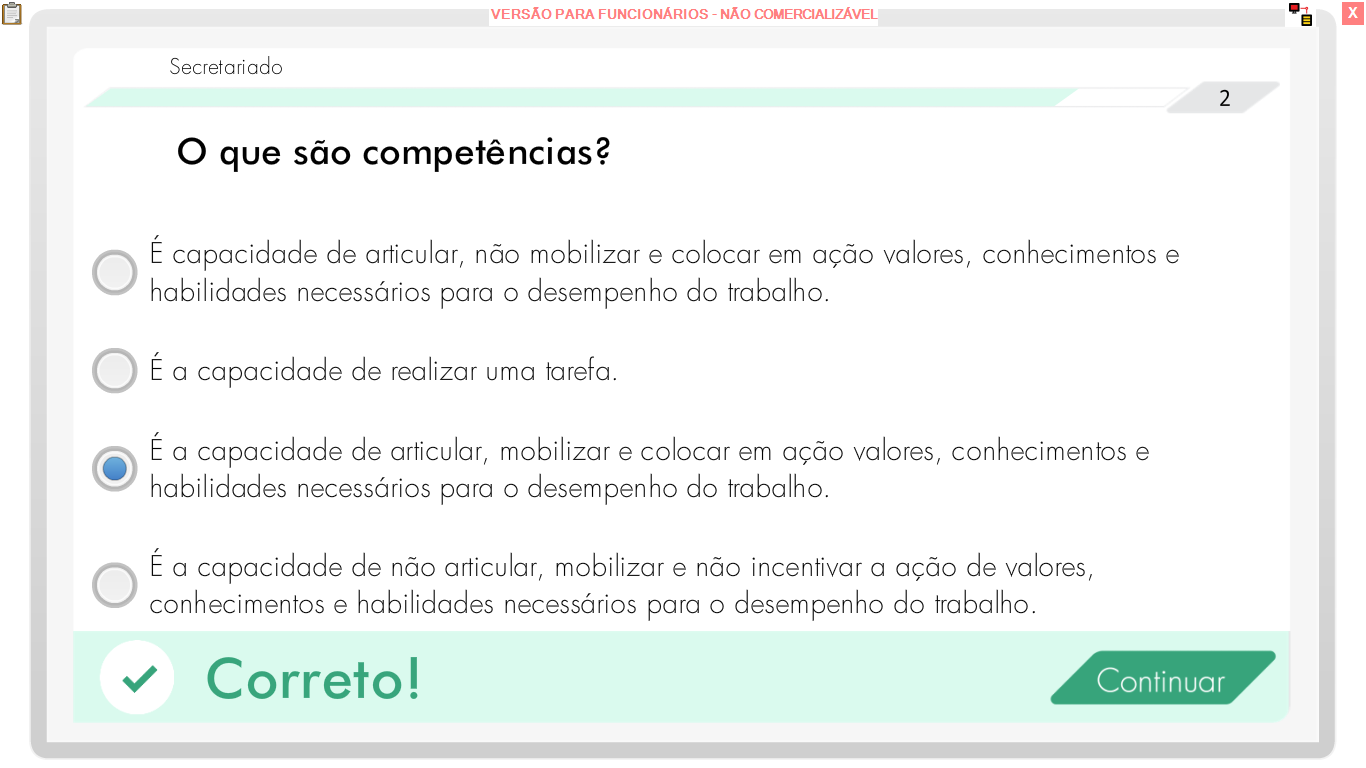 VERSÃO PARA FUNCIONÁRIOS - NÃO COMERCIALIZÁVEL
X
Secretariado
2
O que são competências?
É capacidade de articular, não mobilizar e colocar em ação valores, conhecimentos e
habilidades necessários para o desempenho do trabalho.
É a capacidade de realizar uma tarefa.
É a capacidade de articular, mobilizar e colocar em ação valores, conhecimentos e
habilidades necessários para o desempenho do trabalho.
É a capacidade de não articular, mobilizar e não incentivar a ação de valores,
conhecimentos e habilidades necessários para o desempenho do trabalho.
Correto!
Continuar